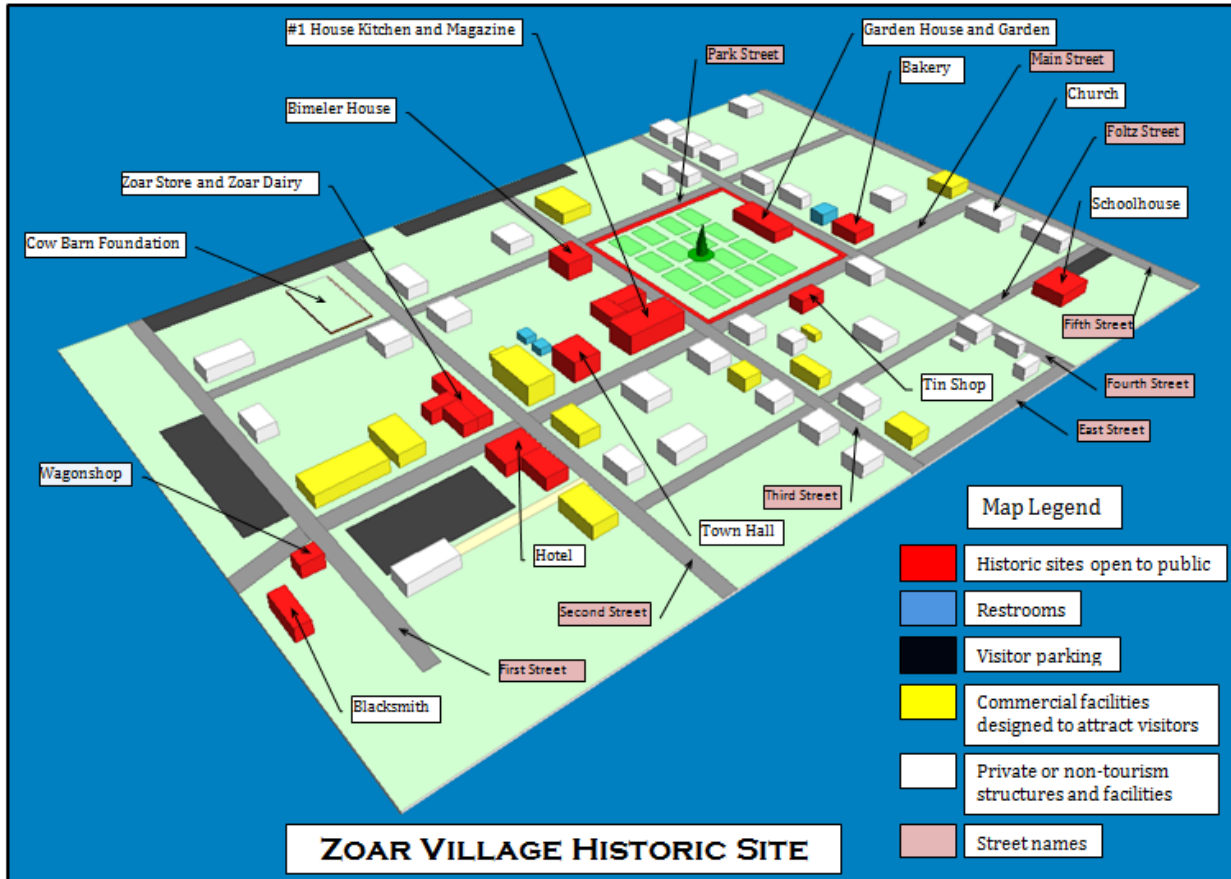 #1 House Kitchen and Magazine
Garden House and Garden
Park Street
Main Street
Bakery
Church
Bimeler House
Foltz Street
Zoar Store and Zoar Dairy
Schoolhouse
Cow Barn Foundation
Fifth Street
Tin Shop
Fourth Street
East Street
Wagonshop
Third Street
Town Hall
Hotel
Second Street
First Street
Blacksmith
Map Legend
Historic sites open to public
Restrooms
Visitor parking
Commercial facilities
designed to attract visitors
Private or non-tourism
structures and facilities
Street names
ZOAR VILLAGE HISTORIC SITE